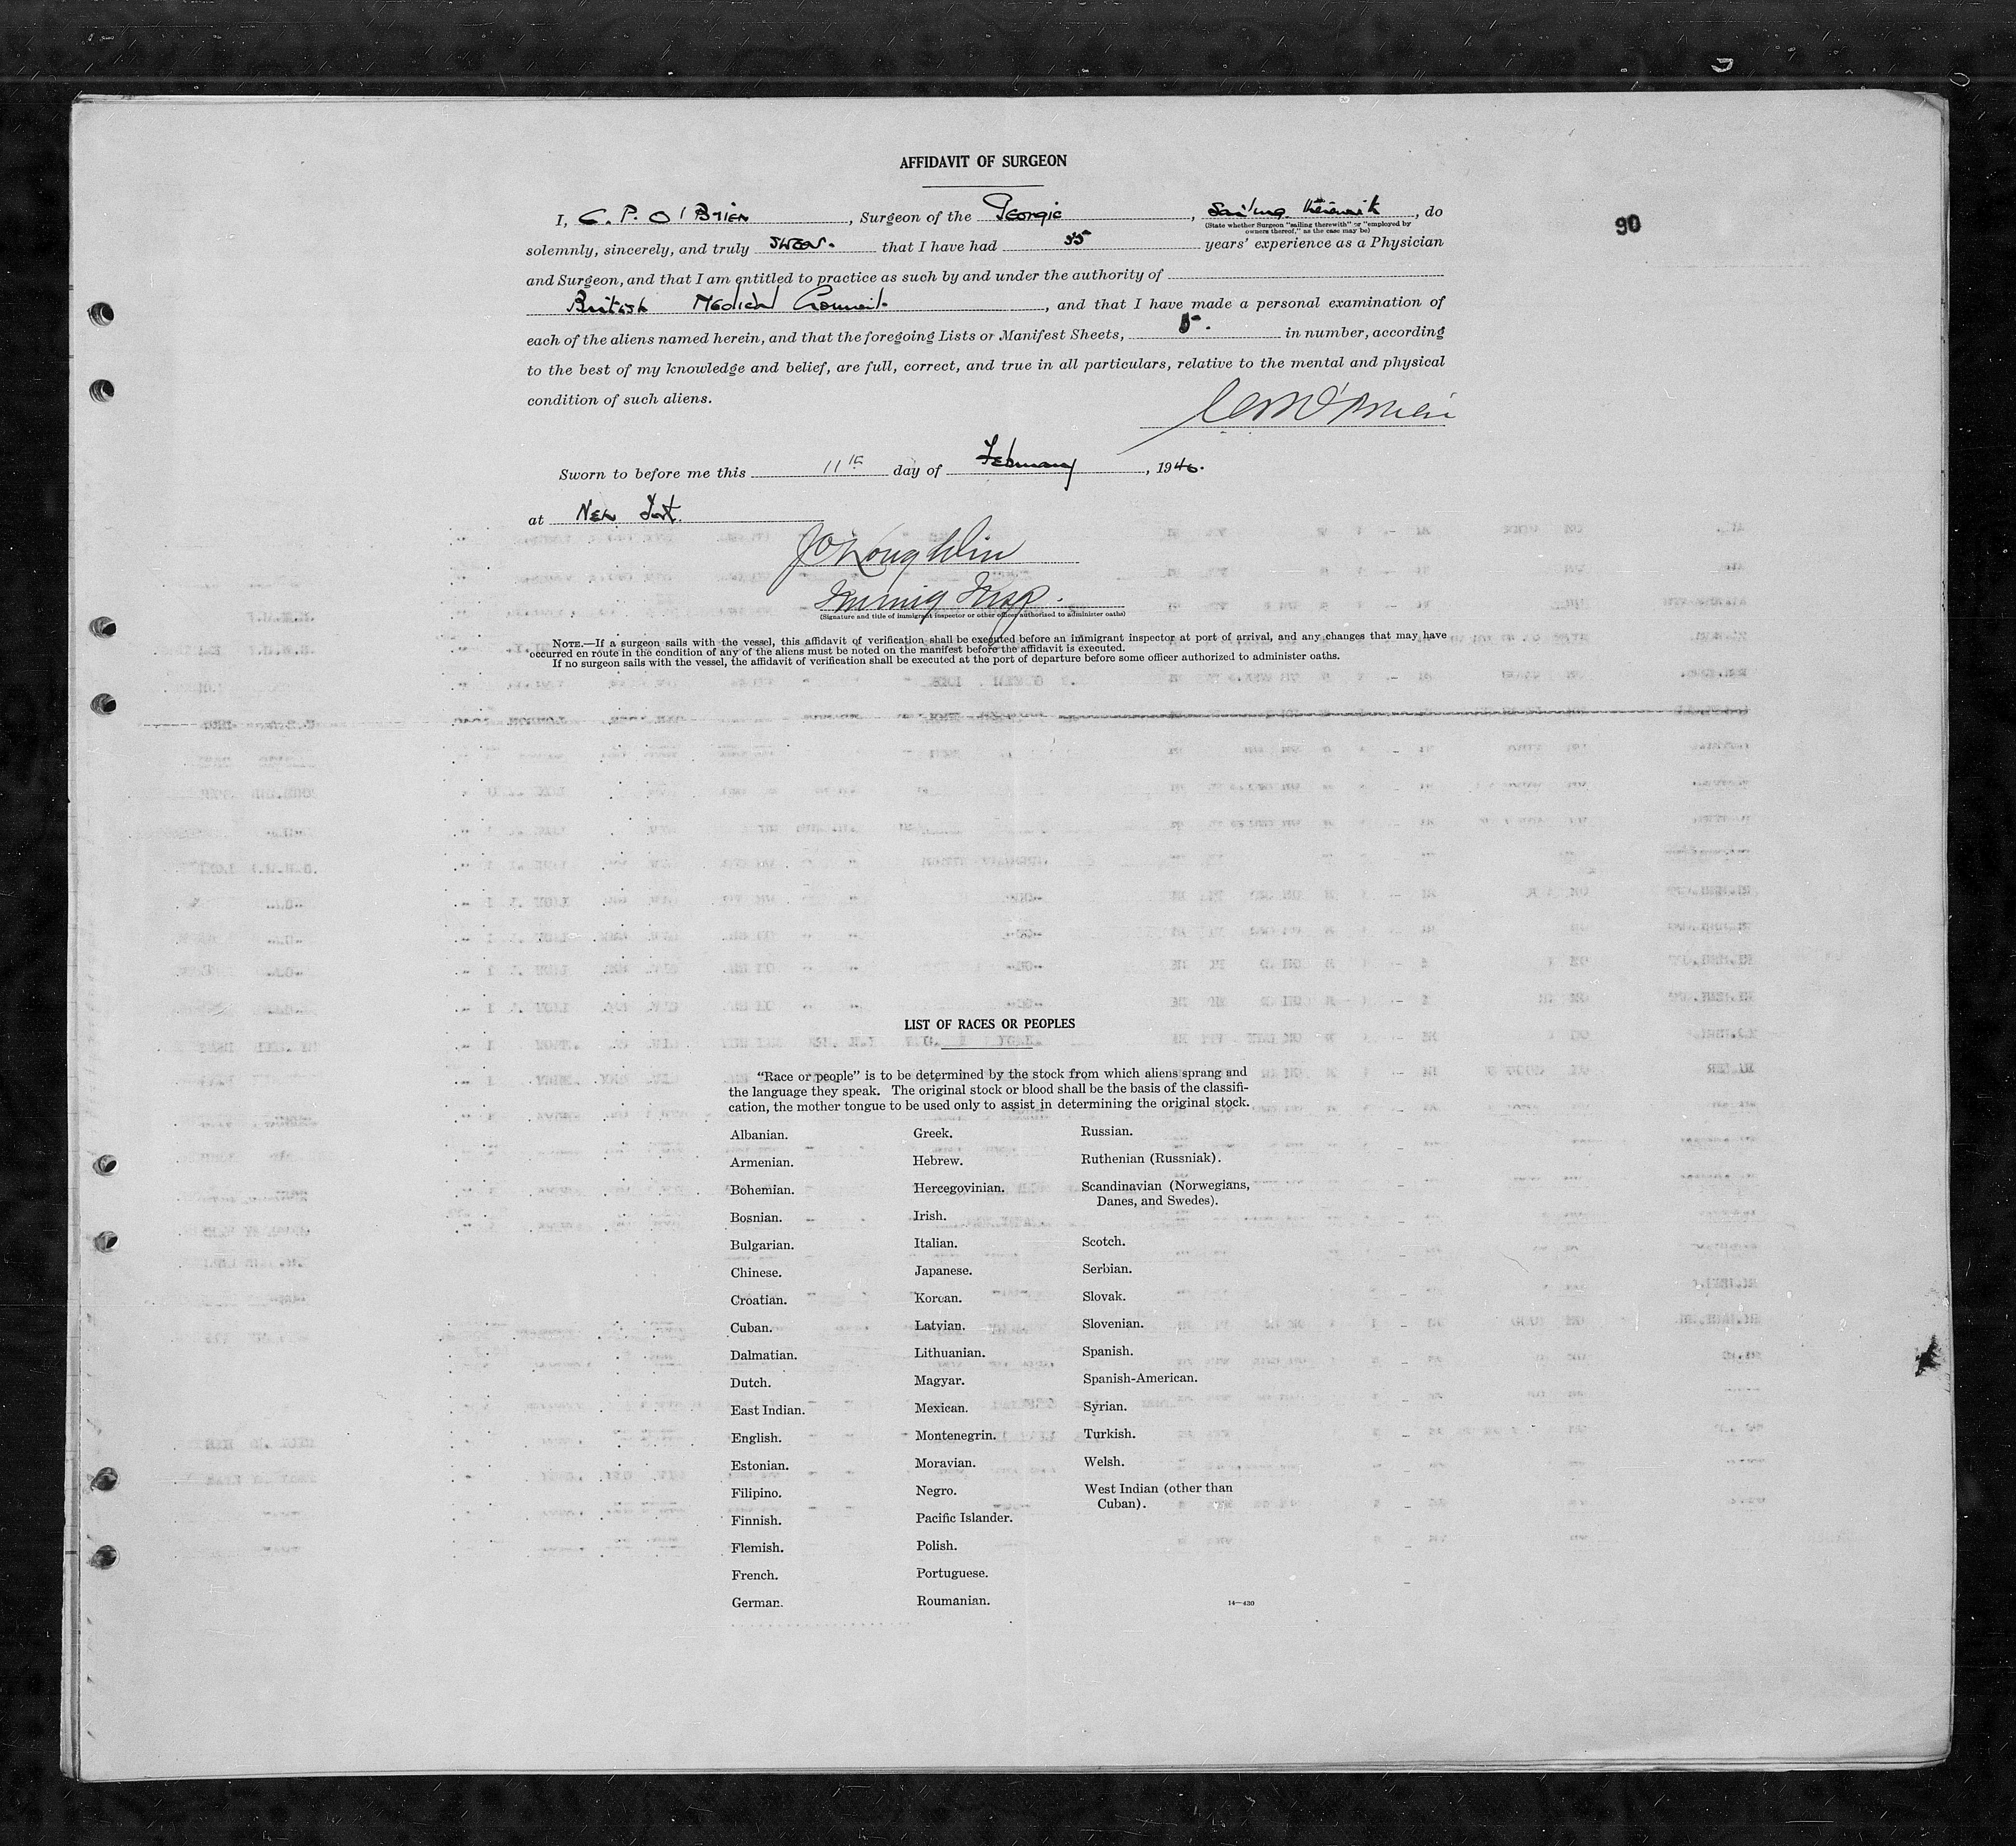 AFFIDAVIT OF SURGEON
I, C. P. O'Brien, Surgeon of the Georgic, Sailing therewith, do
(State whether Surgeon "sailing therewith" or "employed by
owners thereof," as the case may be)
90
solemnly, sincerely, and truly swear. that I have had 35 years' experience as a Physician
and Surgeon, and that I am entitled to practice as such by and under the authority of
British Medical Council, and that I have made a personal examination of
each of the aliens named herein, and that the foregoing Lists or Manifest Sheets, 5. in number, according
to the best of my knowledge and belief, are full, correct, and true in all particulars, relative to the mental and physical
condition of such aliens.
Sworn to before me this 11th day of February, 1940.
at New York.
J O'Loughlin
Immig Insp.
(Signature and title of immigrant inspector or other officer authorized to administer oaths)
NOTE.—If a surgeon sails with the vessel, this affidavit of verification shall be executed before an immigrant inspector at port of arrival, and any changes that may have
occurred en route in the condition of any of the aliens must be noted on the manifest before the affidavit is executed.
If no surgeon sails with the vessel, the affidavit of verification shall be executed at the port of departure before some officer authorized to administer oaths.
LIST OF RACES OR PEOPLES
"Race or people" is to be determined by the stock from which aliens sprang and
the language they speak. The original stock or blood shall be the basis of the classifi-
cation, the mother tongue to be used only to assist in determining the original stock.
Albanian.
Armenian.
Bohemian.
Bosnian.
Bulgarian.
Chinese.
Croatian.
Cuban.
Dalmatian.
Dutch.
East Indian.
English.
Estonian.
Filipino.
Finnish.
Flemish.
French.
German.
Greek.
Hebrew.
Hercegovinian.
Irish.
Italian.
Japanese.
Korean.
Latvian.
Lithuanian.
Magyar.
Mexican.
Montenegrin.
Moravian.
Negro.
Pacific Islander.
Polish.
Portuguese.
Roumanian.
Russian.
Ruthenian (Russniak).
Scandinavian (Norwegians,
Danes, and Swedes).
Scotch.
Serbian.
Slovak.
Slovenian.
Spanish.
Spanish-American.
Syrian.
Turkish.
Welsh.
West Indian (other than
Cuban).
14—430